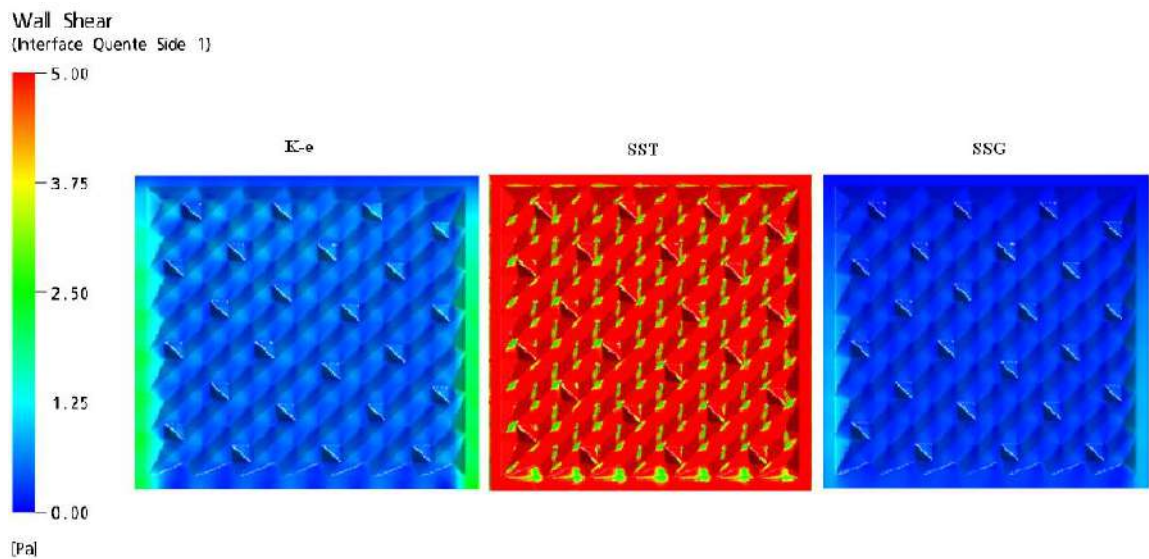 Wall Shear
(Interface Quente Side 1)
5.00
3.75
2.50
1.25
0.00
[Pa]
K-e
SST
SSG